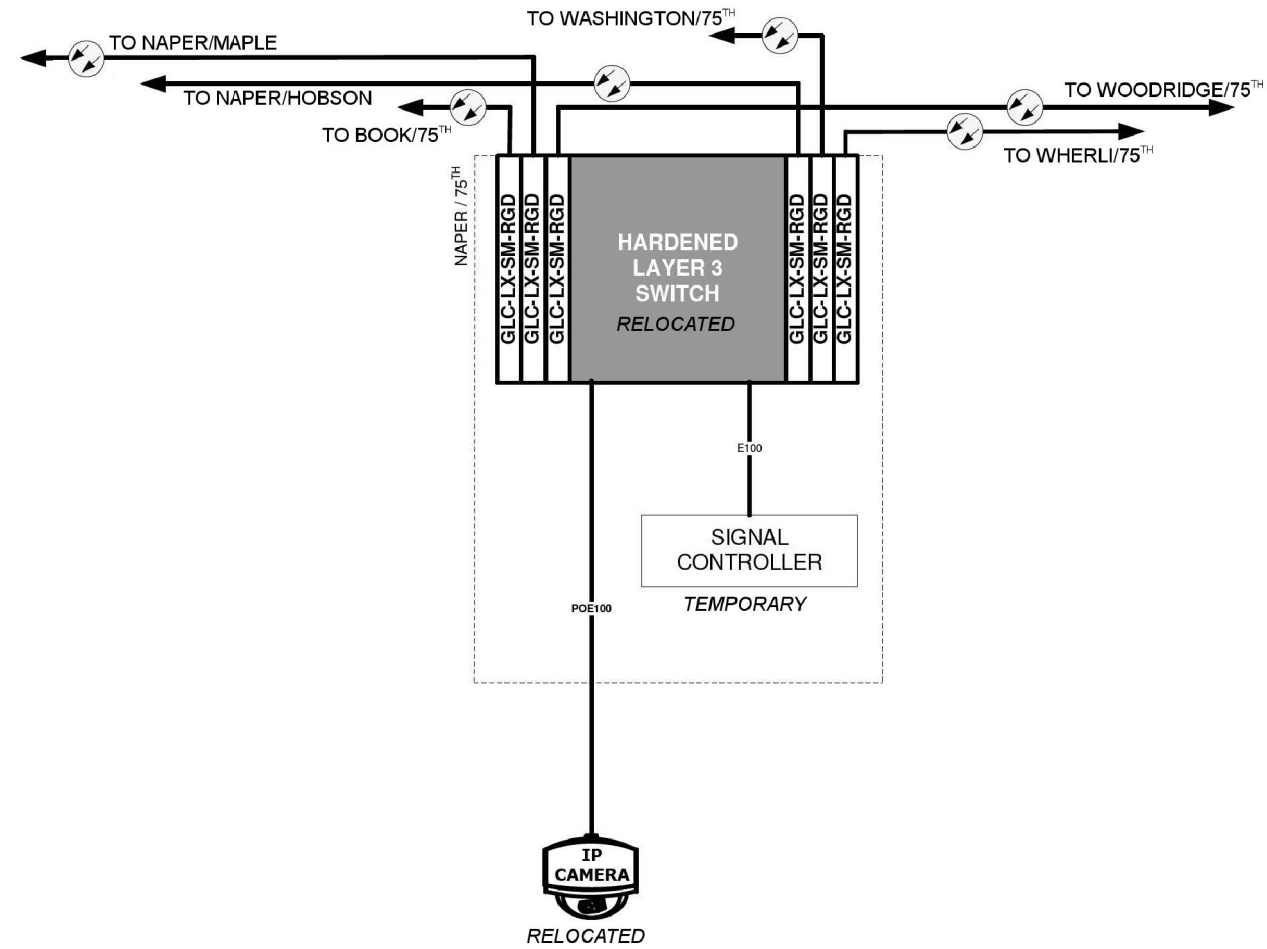 TO WASHINGTON/75TH
TO NAPER/MAPLE
TO NAPER/HOBSON
TO WOODRIDGE/75TH
TO BOOK/75TH
TO WHERLI/75TH
NAPER / 75TH
GLC-LX-SM-RGD
GLC-LX-SM-RGD
GLC-LX-SM-RGD
HARDENED
LAYER 3
SWITCH
RELOCATED
GLC-LX-SM-RGD
GLC-LX-SM-RGD
GLC-LX-SM-RGD
E100
SIGNAL
CONTROLLER
TEMPORARY
POE100
IP
CAMERA
RELOCATED